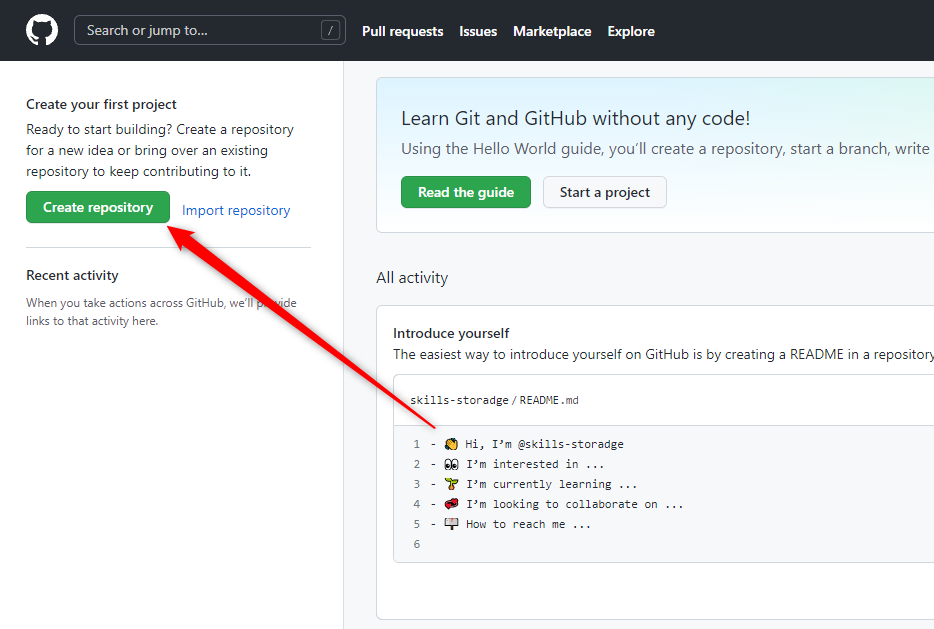 Search or jump to... /
Pull requests Issues Marketplace Explore
Create your first project
Ready to start building? Create a repository
for a new idea or bring over an existing
repository to keep contributing to it.
Create repository Import repository
Recent activity
When you take actions across GitHub, we’ll provide
links to that activity here.
Learn Git and GitHub without any code!
Using the Hello World guide, you’ll create a repository, start a branch, write
Read the guide Start a project
All activity
Introduce yourself
The easiest way to introduce yourself on GitHub is by creating a README in a repository
skills-storadge/README.md
1 - 👋 Hi, I’m @skills-storadge
2 - 👀 I’m interested in ...
3 - 🌱 I’m currently learning ...
4 - 💞️ I’m looking to collaborate on ...
5 - 📫 How to reach me ...
6